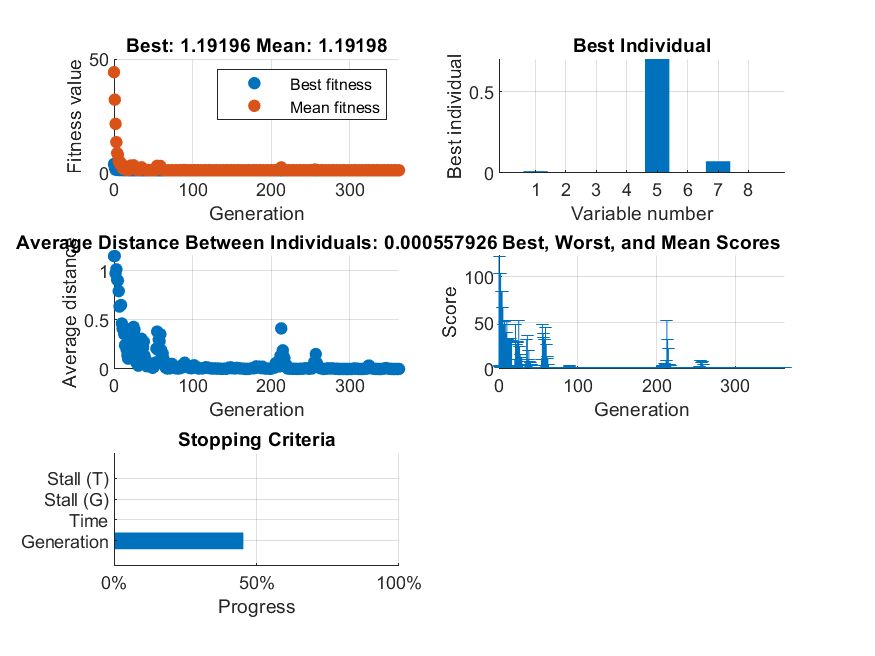 Best: 1.19196 Mean: 1.19198
Fitness value
50
0
Best fitness
Mean fitness
0 100 200 300
Generation
Best Individual
Best individual
0.5
0
1 2 3 4 5 6 7 8
Variable number
Average Distance Between Individuals: 0.000557926
Average distance
1
0.5
0
0 100 200 300
Generation
Best, Worst, and Mean Scores
Score
100
50
0
0 100 200 300
Generation
Stopping Criteria
Stall (T)
Stall (G)
Time
Generation
0% 50% 100%
Progress